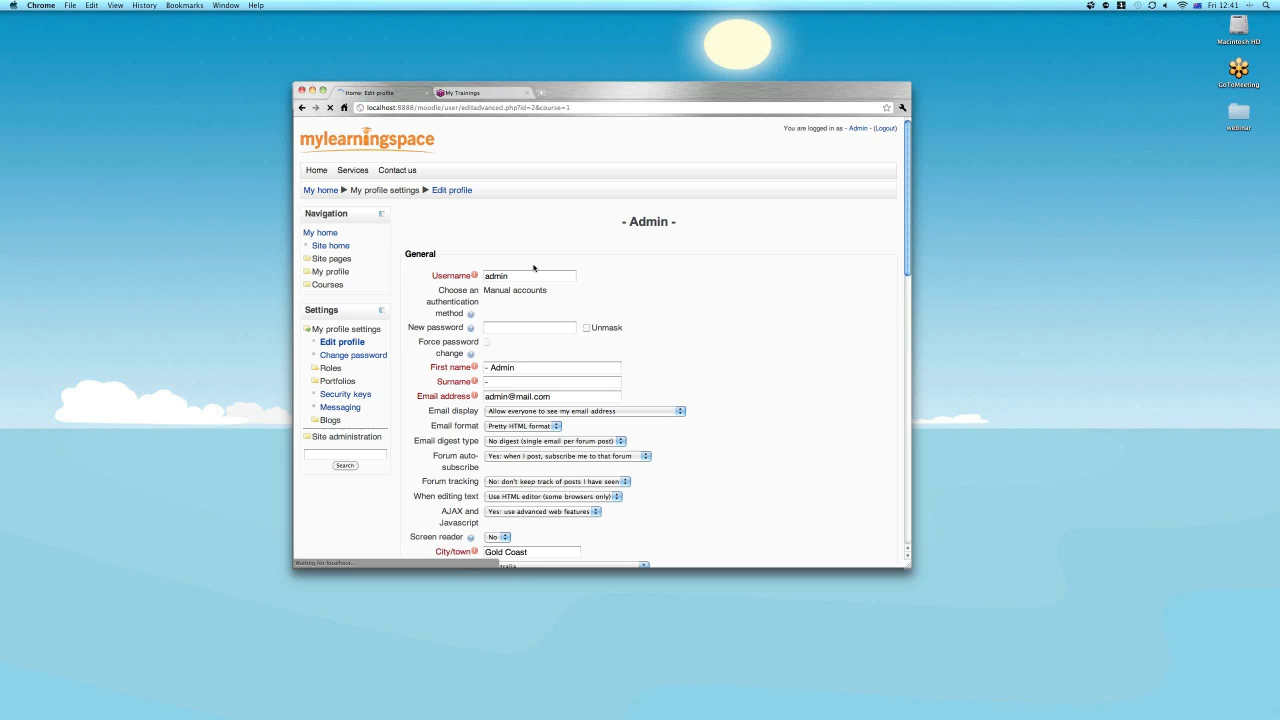 Chrome File Edit View History Bookmarks Window Help
Fri 12:41
Macintosh HD
GoToMeeting
webinar
Home: Edit profile
My Trainings
localhost:8888/moodle/user/editadvanced.php?id=2&course=1
mylearningspace
You are logged in as - Admin - (Logout)
Home Services Contact us
My home ► My profile settings ► Edit profile
Navigation
My home
Site home
Site pages
My profile
Courses
Settings
My profile settings
Edit profile
Change password
Roles
Portfolios
Security keys
Messaging
Blogs
Site administration
Search
- Admin -
General
Username admin
Choose an authentication method Manual accounts
New password Unmask
Force password change
First name - Admin
Surname -
Email address admin@mail.com
Email display Allow everyone to see my email address
Email format Pretty HTML format
Email digest type No digest (single email per forum post)
Forum auto-subscribe Yes: when I post, subscribe me to that forum
Forum tracking No: don't keep track of posts I have seen
When editing text Use HTML editor (some browsers only)
AJAX and Javascript Yes: use advanced web features
Screen reader No
City/town Gold Coast
Waiting for localhost...